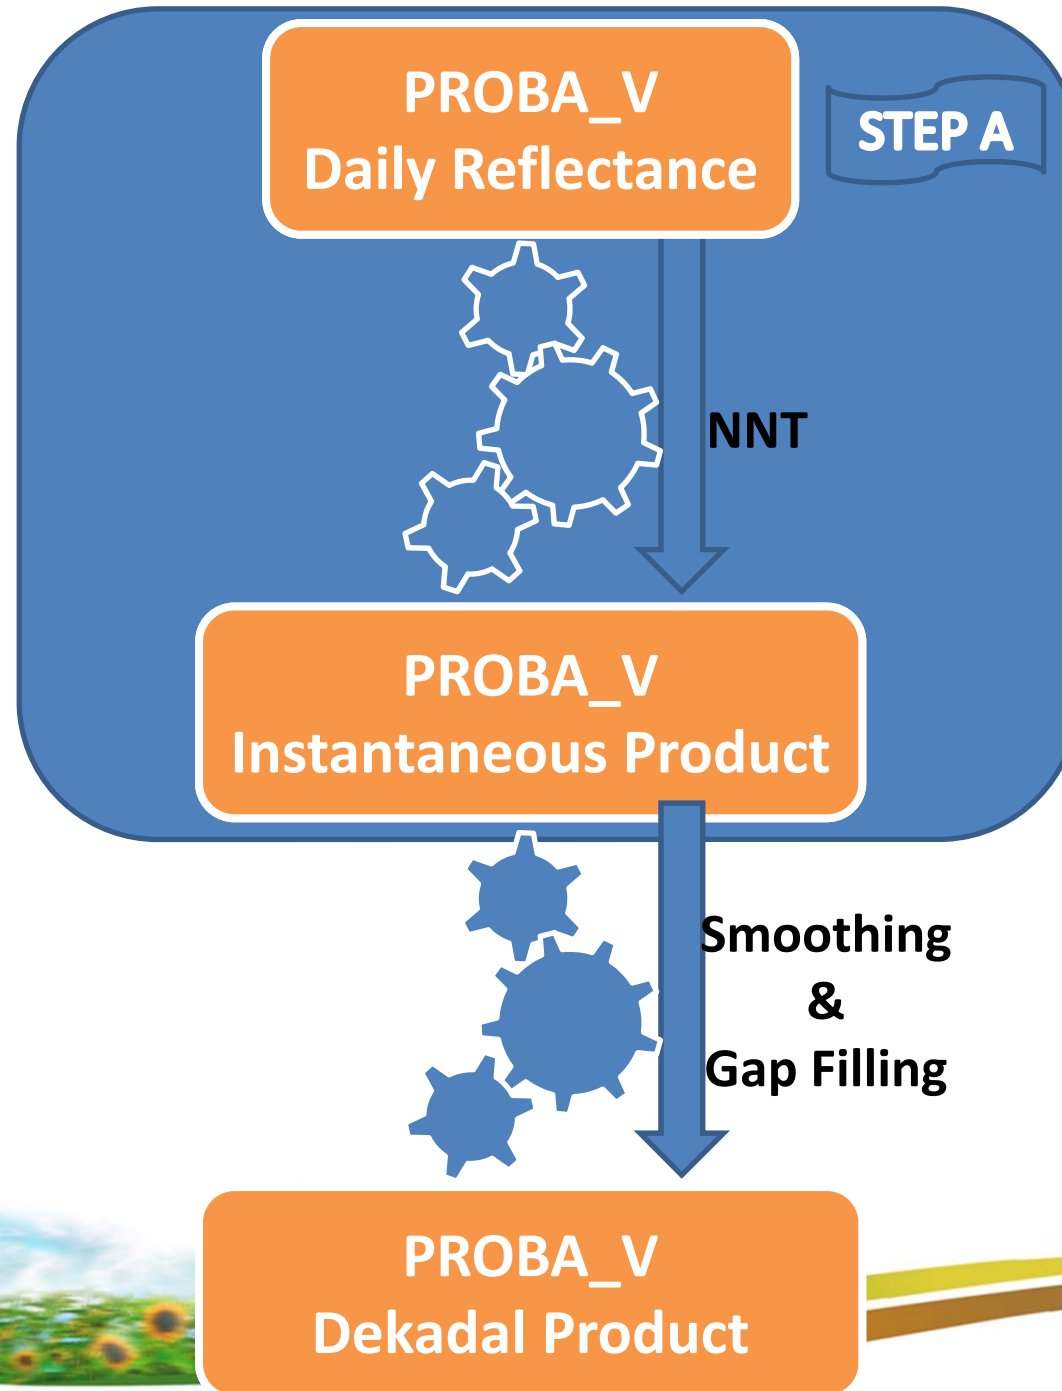 PROBA_V
Daily Reflectance
STEP A
NNT
PROBA_V
Instantaneous Product
Smoothing
&
Gap Filling
PROBA_V
Dekadal Product